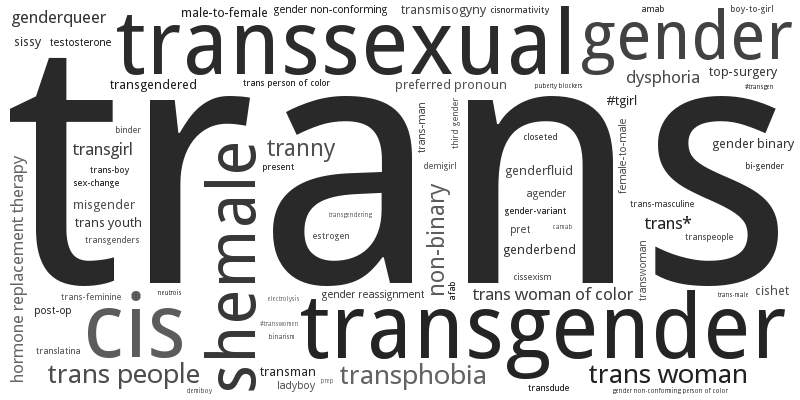 genderqueer
male-to-female
gender non-conforming
transmisogyny
cisnormativity
amab
boy-to-girl
sissy
testosterone
transsexual
gender
transgendered
trans person of color
preferred pronoun
puberty blockers
dysphoria
top-surgery
#transgen
trans
binder
transgirl
trans-boy
sex-change
misgender
trans youth
transgenders
hormone replacement therapy
shemale
tranny
present
transgendering
estrogen
trans-man
third gender
demigirl
non-binary
afab
closeted
genderfluid
agender
gender-variant
pret
camab
genderbend
cissexism
#tgirl
female-to-male
gender binary
bi-gender
trans-masculine
trans*
transpeople
transwoman
trans-feminine
neutrois
post-op
cis
translatina
electrolysis
#transwomen
binarism
gender reassignment
trans woman of color
trans-male
cishet
transgender
trans people
demiboy
transman
ladyboy
prep
transphobia
transdude
trans woman
gender non-conforming person of color